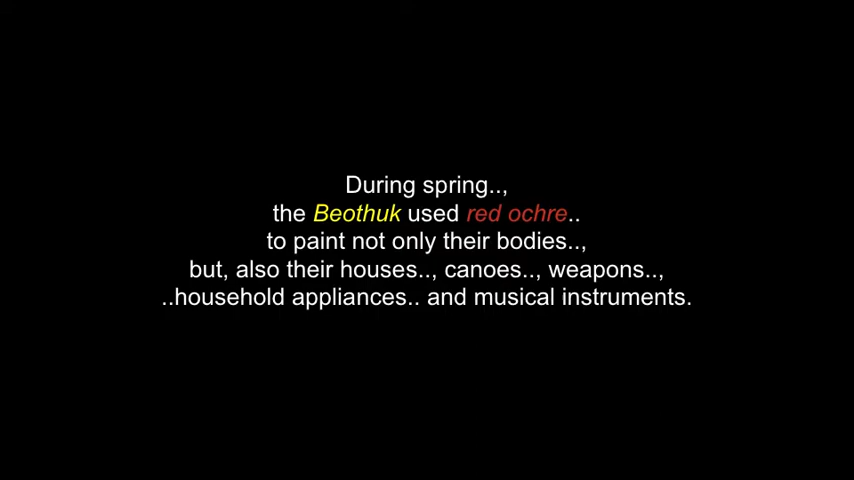 During spring..,
the Beothuk used red ochre..
to paint not only their bodies..,
but, also their houses.., canoes.., weapons..,
..household appliances.. and musical instruments.